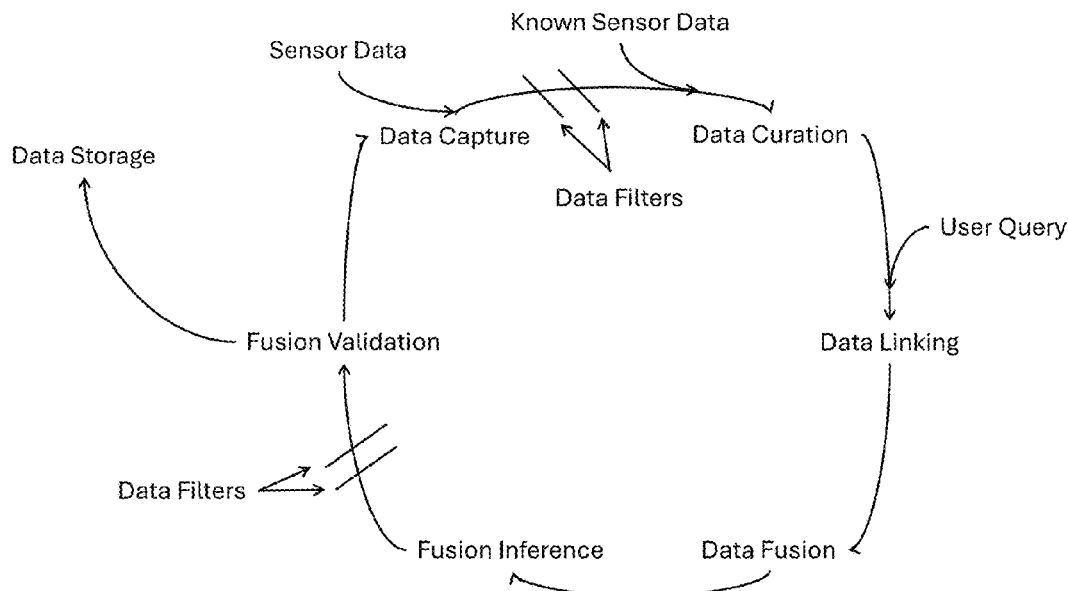 Known Sensor Data
Sensor Data
Data Capture
Data Curation
Data Storage
Data Filters
User Query
Fusion Validation
Data Linking
Data Filters
Fusion Inference
Data Fusion